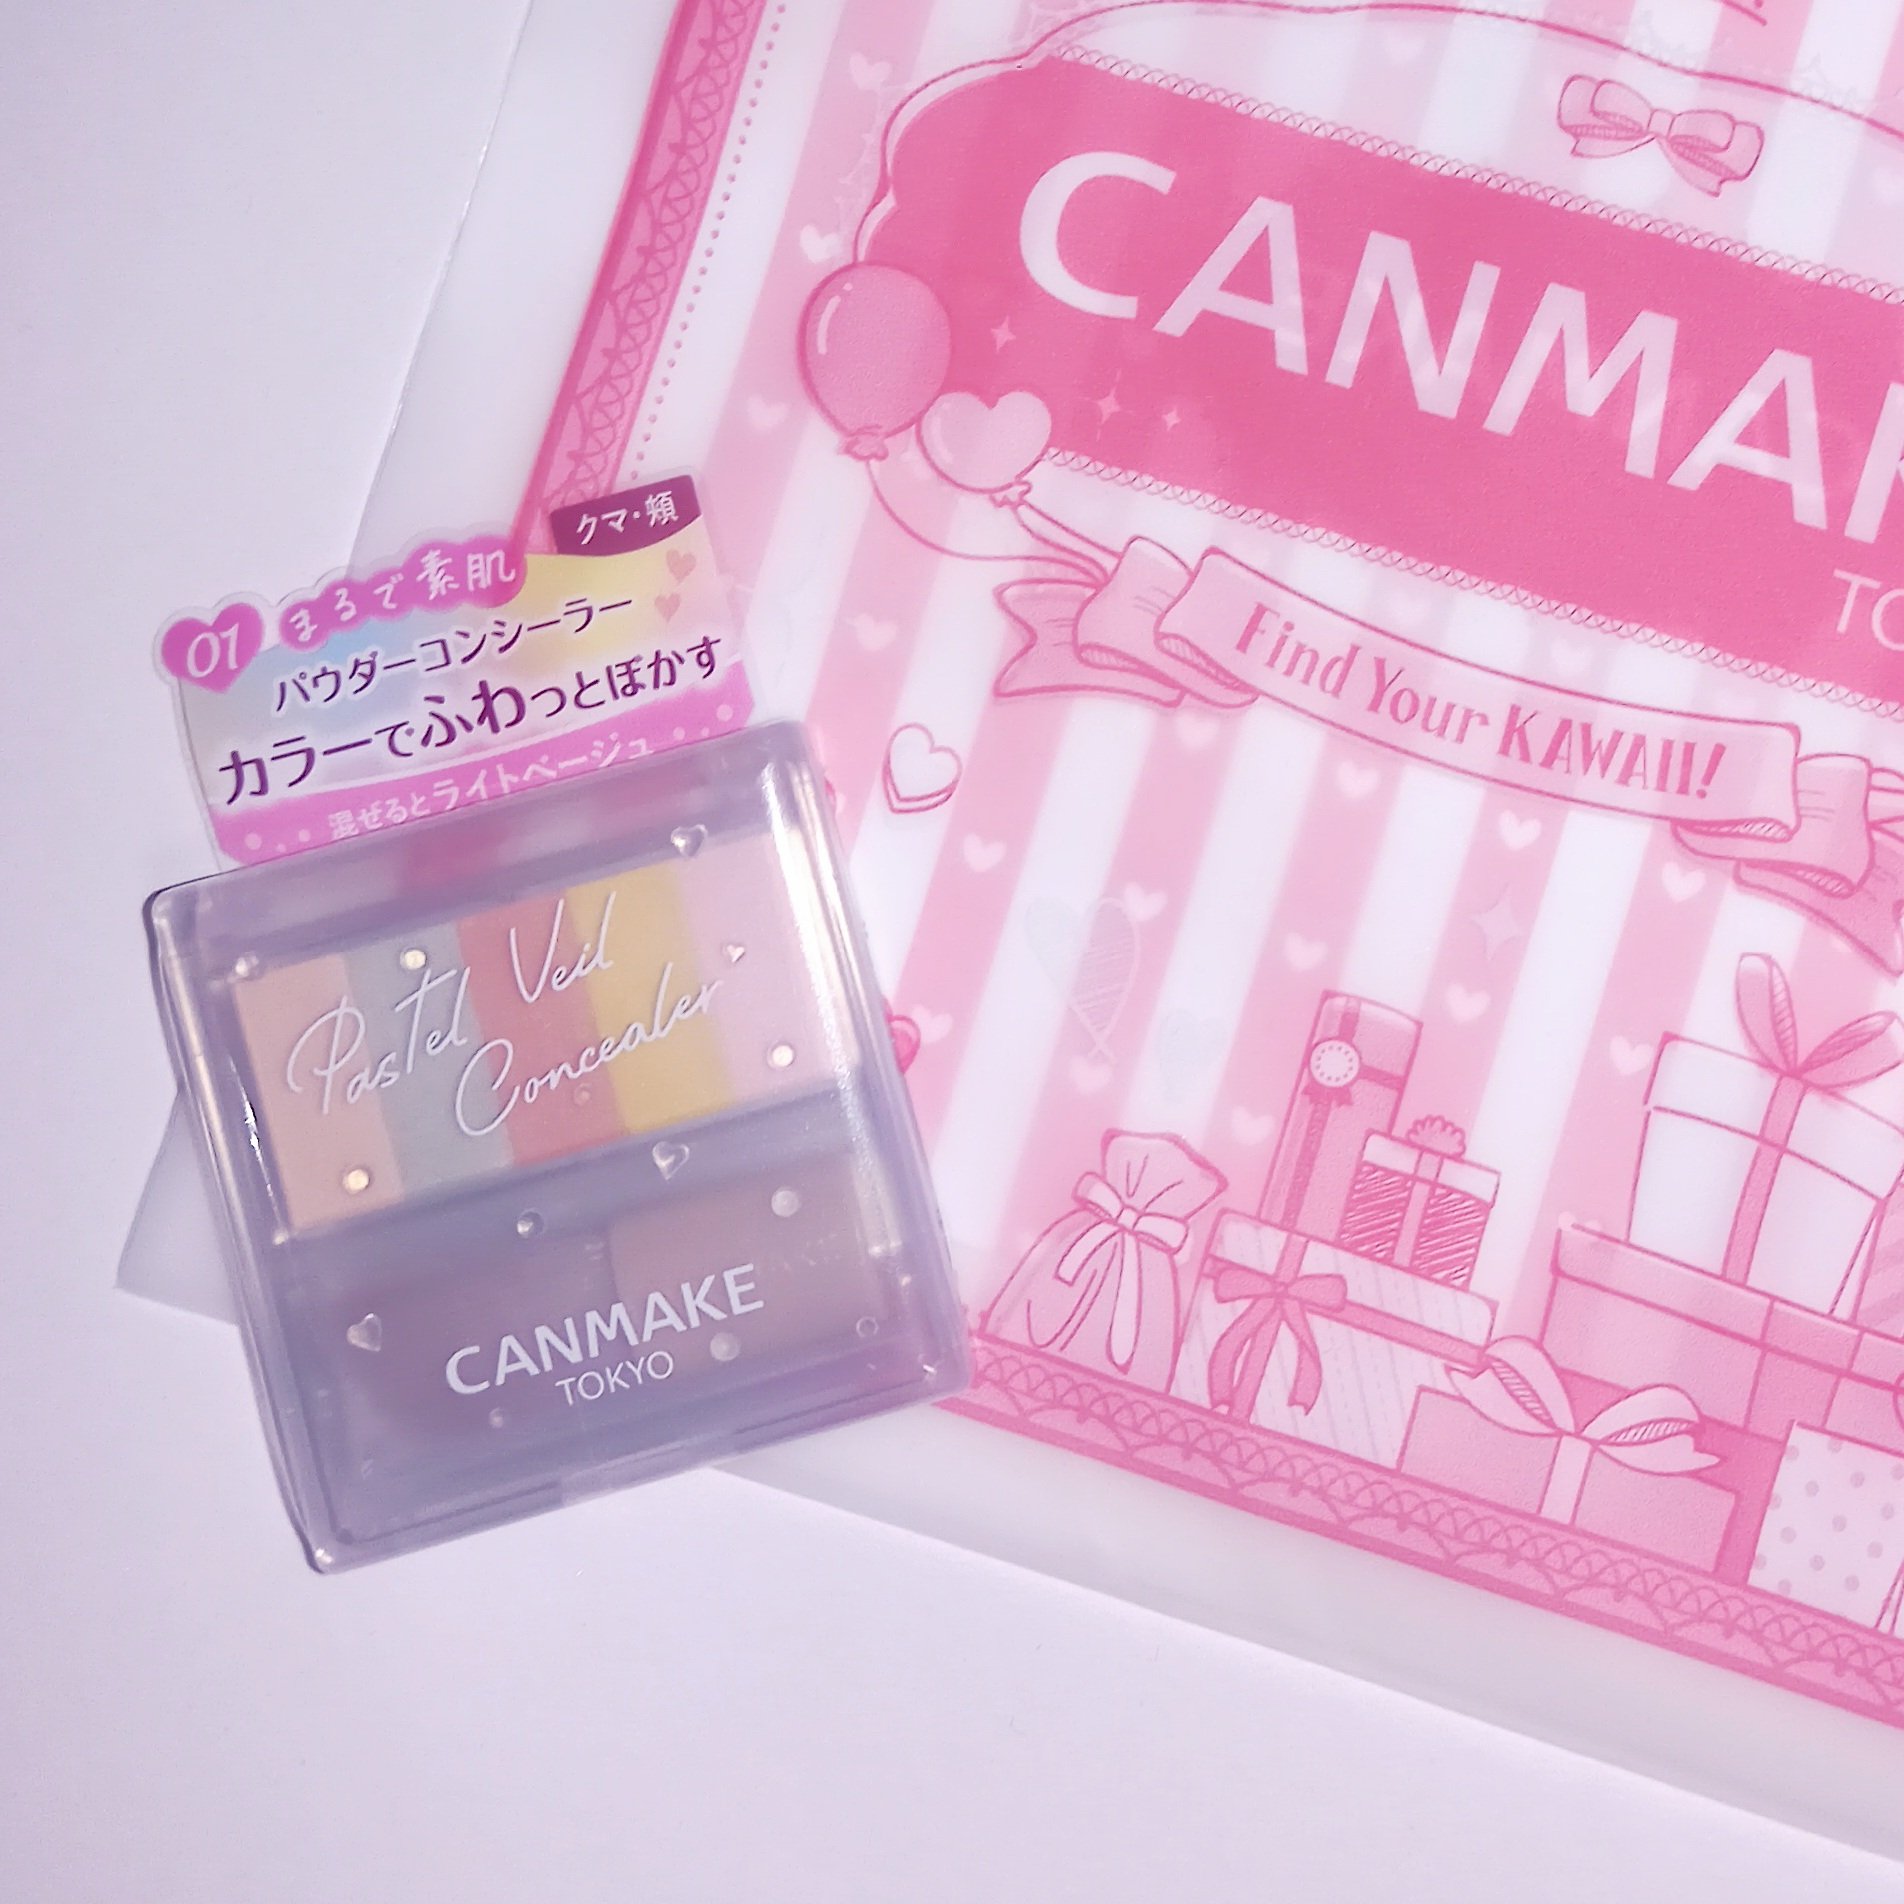 クマ・頬
01 まるで素肌
パウダーコンシーラー
カラーでふわっとぼかす
混ぜるとライトベージュ
Pastel Veil
Concealer
CANMAKE
TOKYO
CANMAK
TO
Find Your KAWAII!